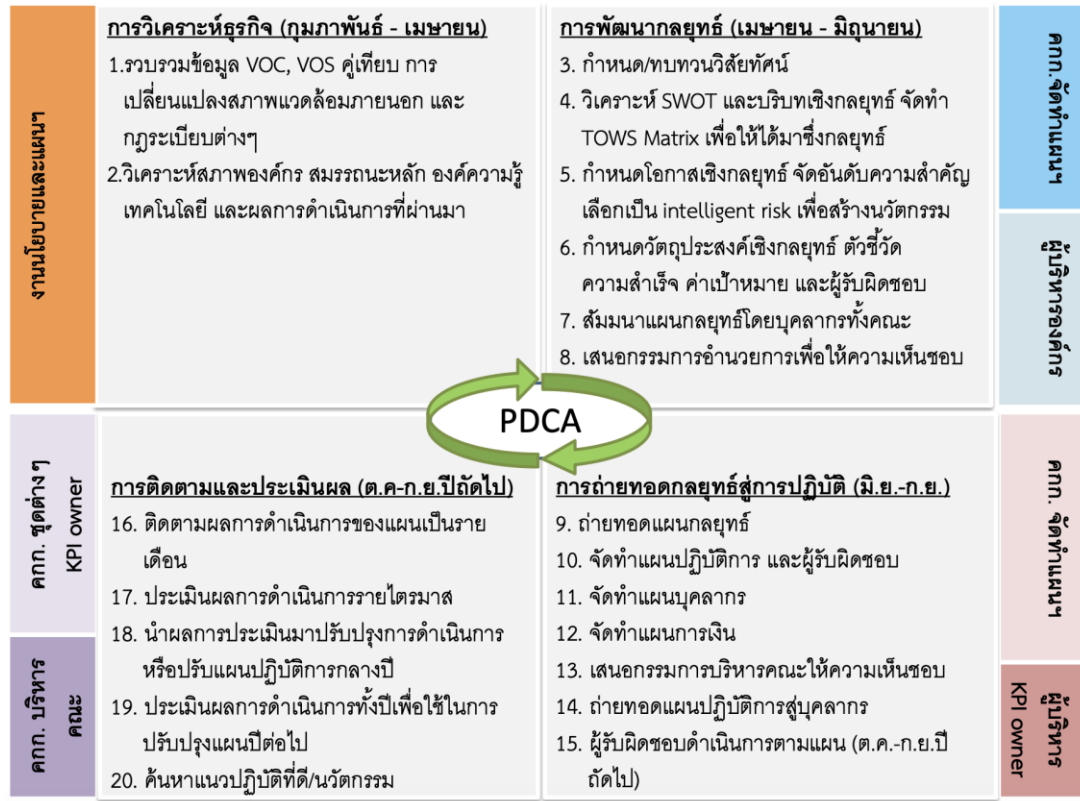 งานนโยบายและแผนฯ
การวิเคราะห์ธุรกิจ (กุมภาพันธ์ - เมษายน)
1.รวบรวมข้อมูล VOC, VOS คู่เทียบ การ
เปลี่ยนแปลงสภาพแวดล้อมภายนอก และ
กฎระเบียบต่างๆ
2.วิเคราะห์สภาพองค์กร สมรรถนะหลัก องค์ความรู้
เทคโนโลยี และผลการดำเนินการที่ผ่านมา
การพัฒนากลยุทธ์ (เมษายน - มิถุนายน)
3. กำหนด/ทบทวนวิสัยทัศน์
4. วิเคราะห์ SWOT และบริบทเชิงกลยุทธ์ จัดทำ
TOWS Matrix เพื่อให้ได้มาซึ่งกลยุทธ์
5. กำหนดโอกาสเชิงกลยุทธ์ จัดอันดับความสำคัญ
เลือกเป็น intelligent risk เพื่อสร้างนวัตกรรม
6. กำหนดวัตถุประสงค์เชิงกลยุทธ์ ตัวชี้วัด
ความสำเร็จ ค่าเป้าหมาย และผู้รับผิดชอบ
7. สัมมนาแผนกลยุทธ์โดยบุคลากรทั้งคณะ
8. เสนอกรรมการอำนวยการเพื่อให้ความเห็นชอบ
คกก.จัดทำแผนฯ
ผู้บริหารองค์กร
PDCA
คกก. ชุดต่างๆ
KPI owner
คกก. บริหาร
คณะ
การติดตามและประเมินผล (ต.ค-ก.ย.ปีถัดไป)
16. ติดตามผลการดำเนินการของแผนเป็นราย
เดือน
17. ประเมินผลการดำเนินการรายไตรมาส
18. นำผลการประเมินมาปรับปรุงการดำเนินการ
หรือปรับแผนปฏิบัติการกลางปี
19. ประเมินผลการดำเนินการทั้งปีเพื่อใช้ในการ
ปรับปรุงแผนปีต่อไป
20. ค้นหาแนวปฏิบัติที่ดี/นวัตกรรม
การถ่ายทอดกลยุทธ์สู่การปฏิบัติ (มิ.ย.-ก.ย.)
9. ถ่ายทอดแผนกลยุทธ์
10. จัดทำแผนปฏิบัติการ และผู้รับผิดชอบ
11. จัดทำแผนบุคลากร
12. จัดทำแผนการเงิน
13. เสนอกรรมการบริหารคณะให้ความเห็นชอบ
14. ถ่ายทอดแผนปฏิบัติการสู่บุคลากร
15. ผู้รับผิดชอบดำเนินการตามแผน (ต.ค.-ก.ย.ปี
ถัดไป)
คกก. จัดทำแผนฯ
ผู้บริหาร
KPI owner